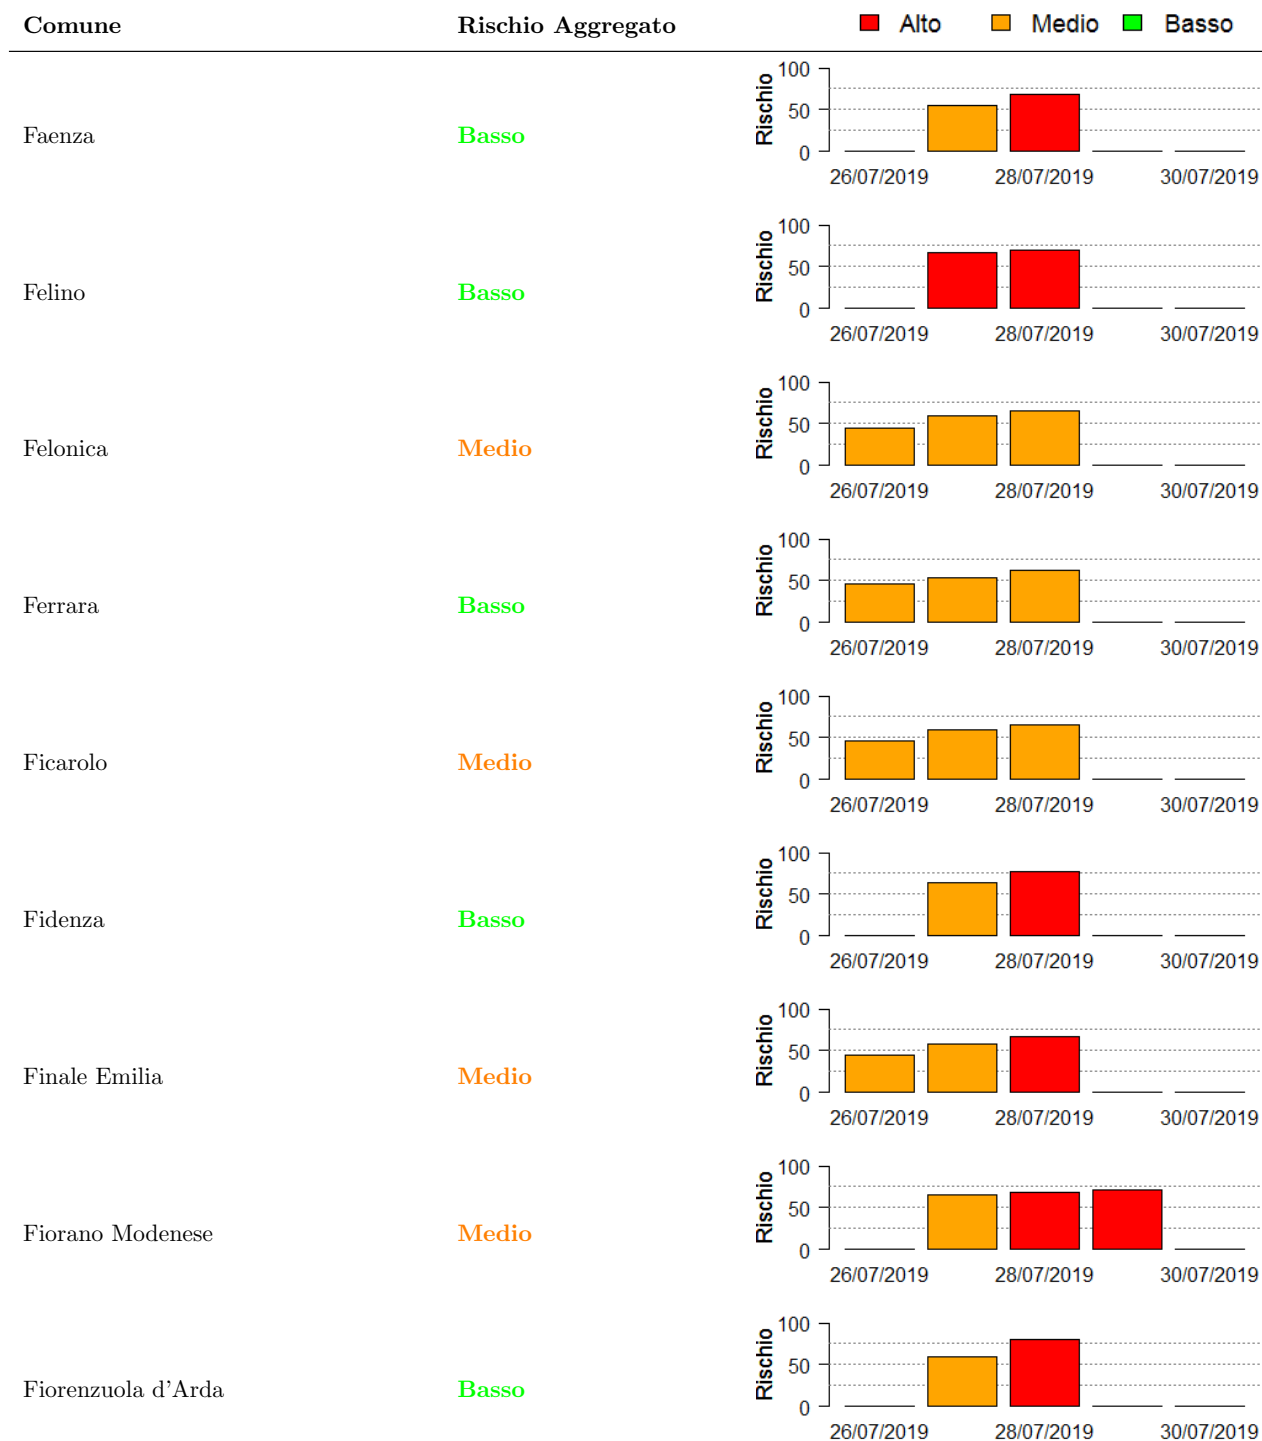 Comune Rischio Aggregato Alto Medio Basso
100
50
0
Rischio
Faenza Basso
26/07/2019 28/07/2019 30/07/2019
100
50
0
Rischio
Felino Basso
26/07/2019 28/07/2019 30/07/2019
100
50
0
Rischio
Felonica Medio
26/07/2019 28/07/2019 30/07/2019
100
50
0
Rischio
Ferrara Basso
26/07/2019 28/07/2019 30/07/2019
100
50
0
Rischio
Ficarolo Medio
26/07/2019 28/07/2019 30/07/2019
100
50
0
Rischio
Fidenza Basso
26/07/2019 28/07/2019 30/07/2019
100
50
0
Rischio
Finale Emilia Medio
26/07/2019 28/07/2019 30/07/2019
100
50
0
Rischio
Fiorano Modenese Medio
26/07/2019 28/07/2019 30/07/2019
100
50
0
Rischio
Fiorenzuola d'Arda Basso
26/07/2019 28/07/2019 30/07/2019